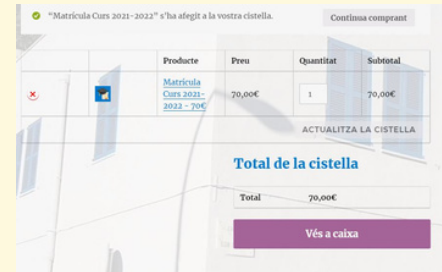 “Matrícula Curs 2021-2022” s’ha afegit a la vostra cistella.
Continua comprant
Producte Preu Quantitat Subtotal
Matrícula
Curs 2021-
2022 - 70€
70,00€ 1 70,00€
ACTUALITZA LA CISTELLA
Total de la cistella
Total 70,00€
Vés a caixa